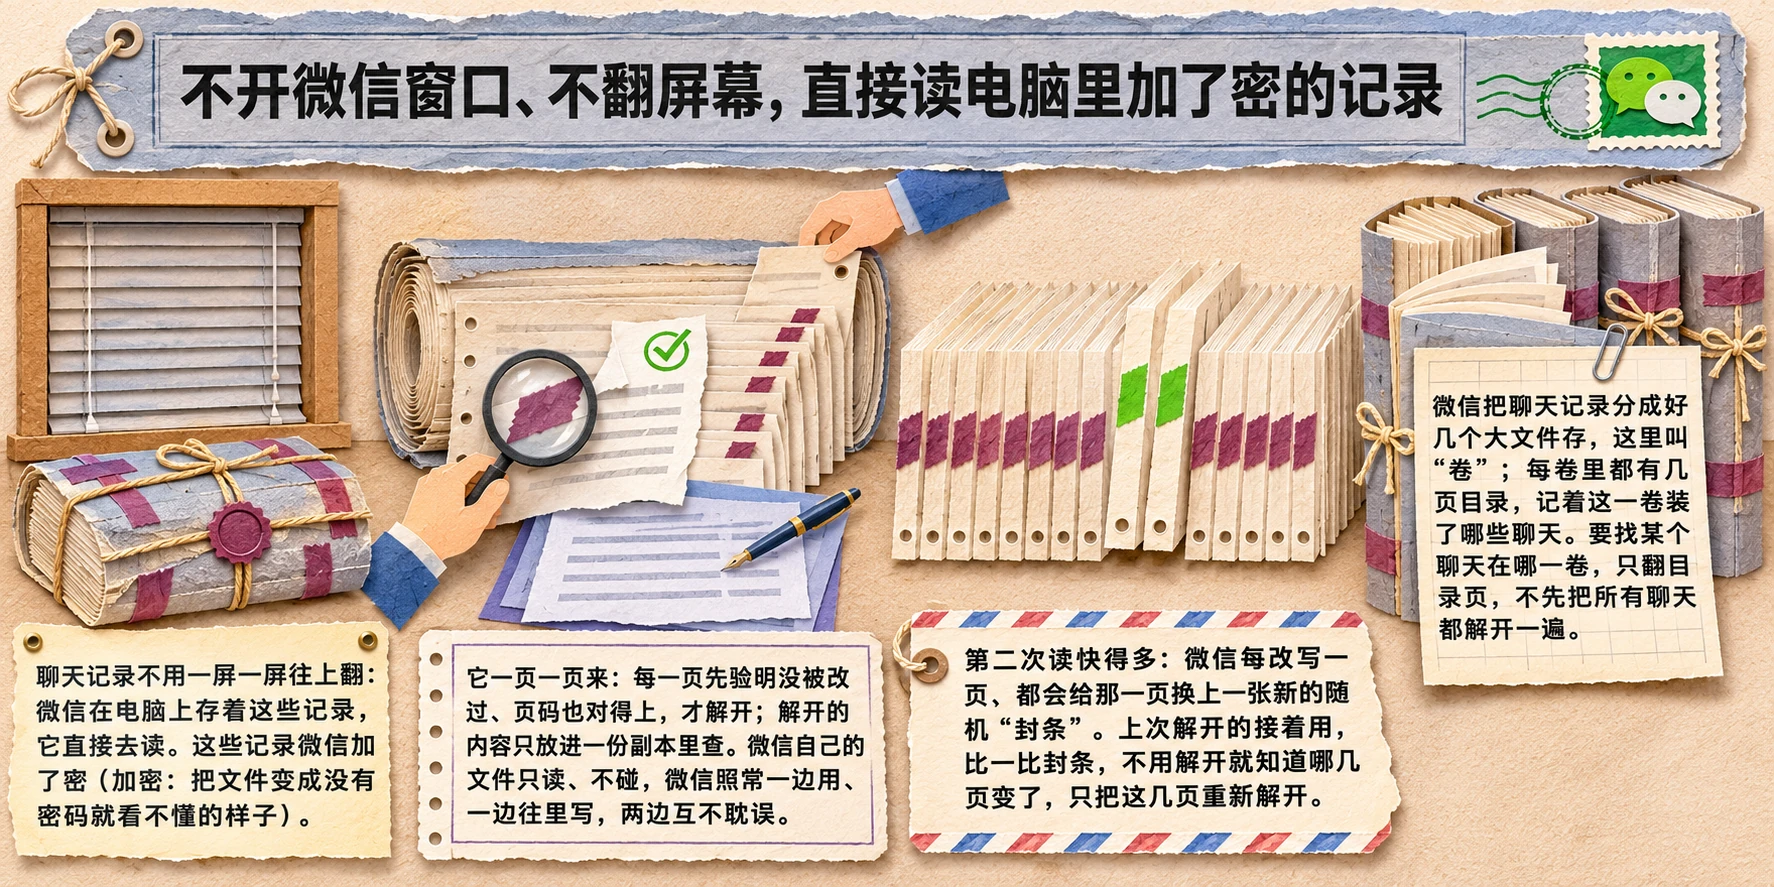 不开微信窗口、不翻屏幕，直接读电脑里加了密的记录
微信把聊天记录分成好
几个大文件存，这里叫
“卷”；每卷里都有几
页目录，记着这一卷装
了哪些聊天。要找某个
聊天在哪一卷，只翻目
录页，不先把所有聊天
都解开一遍。
聊天记录不用一屏一屏往上翻：
微信在电脑上存着这些记录，
它直接去读。这些记录微信加
了密（加密：把文件变成没有
密码就看不懂的样子）。
它一页一页来：每一页先验明没被改
过、页码也对得上，才解开；解开的
内容只放进一份副本里查。微信自己的
文件只读、不碰，微信照常一边用、
一边往里写，两边互不耽误。
第二次读快得多：微信每改写一
页、都会给那一页换上一张新的随
机“封条”。上次解开的接着用，
比一比封条，不用解开就知道哪几
页变了，只把这几页重新解开。